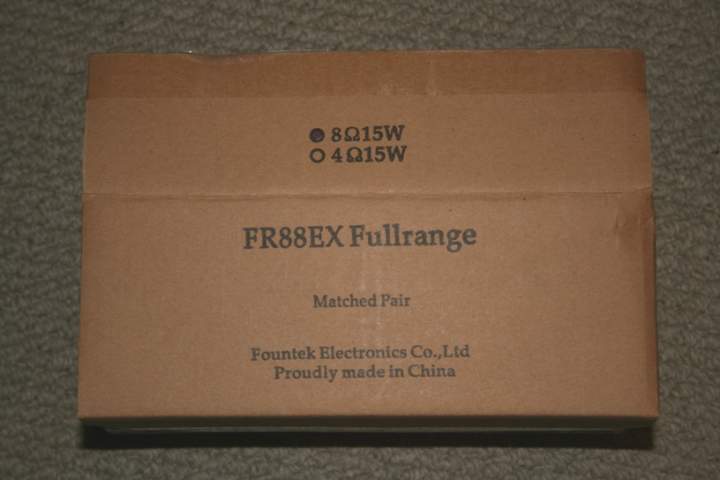 ● 8Ω15W
○ 4Ω15W
FR88EX Fullrange
Matched Pair
Fountek Electronics Co.,Ltd
Proudly made in China